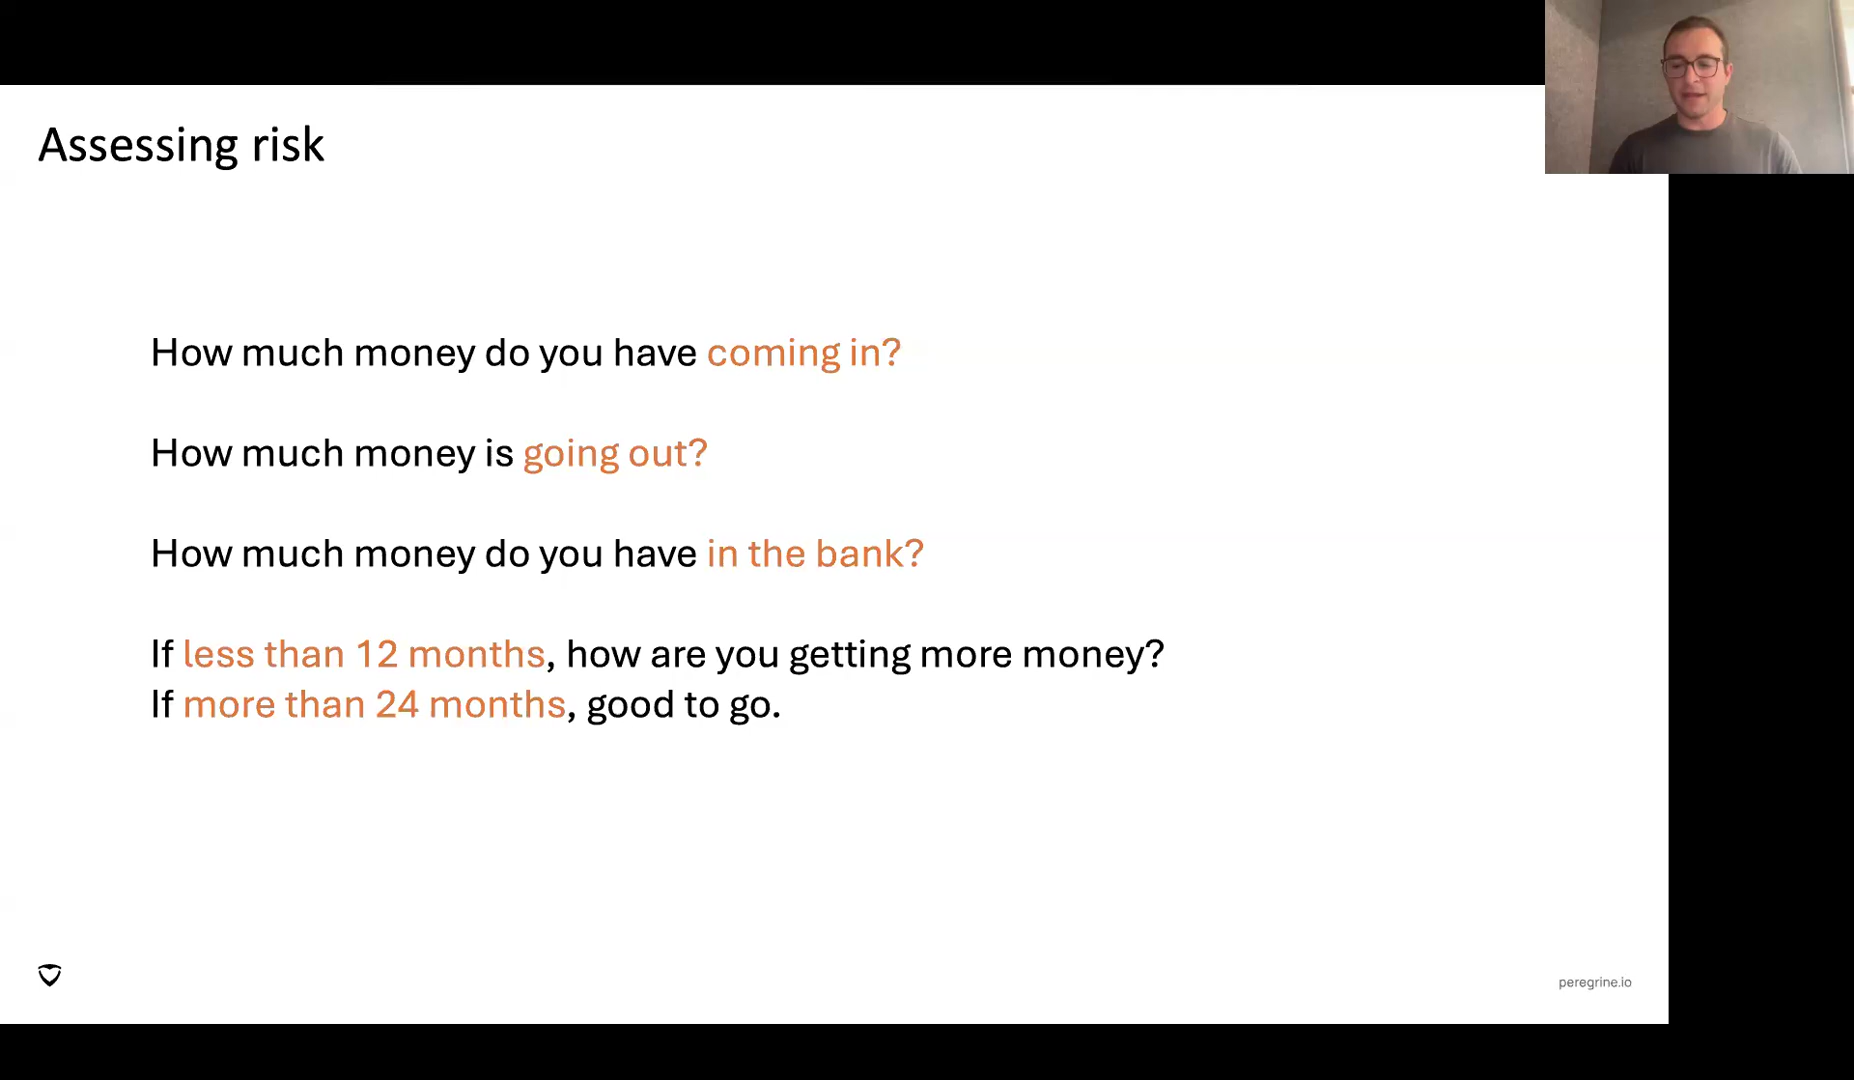 Assessing risk
How much money do you have coming in?
How much money is going out?
How much money do you have in the bank?
If less than 12 months, how are you getting more money?
If more than 24 months, good to go.
peregrine.io